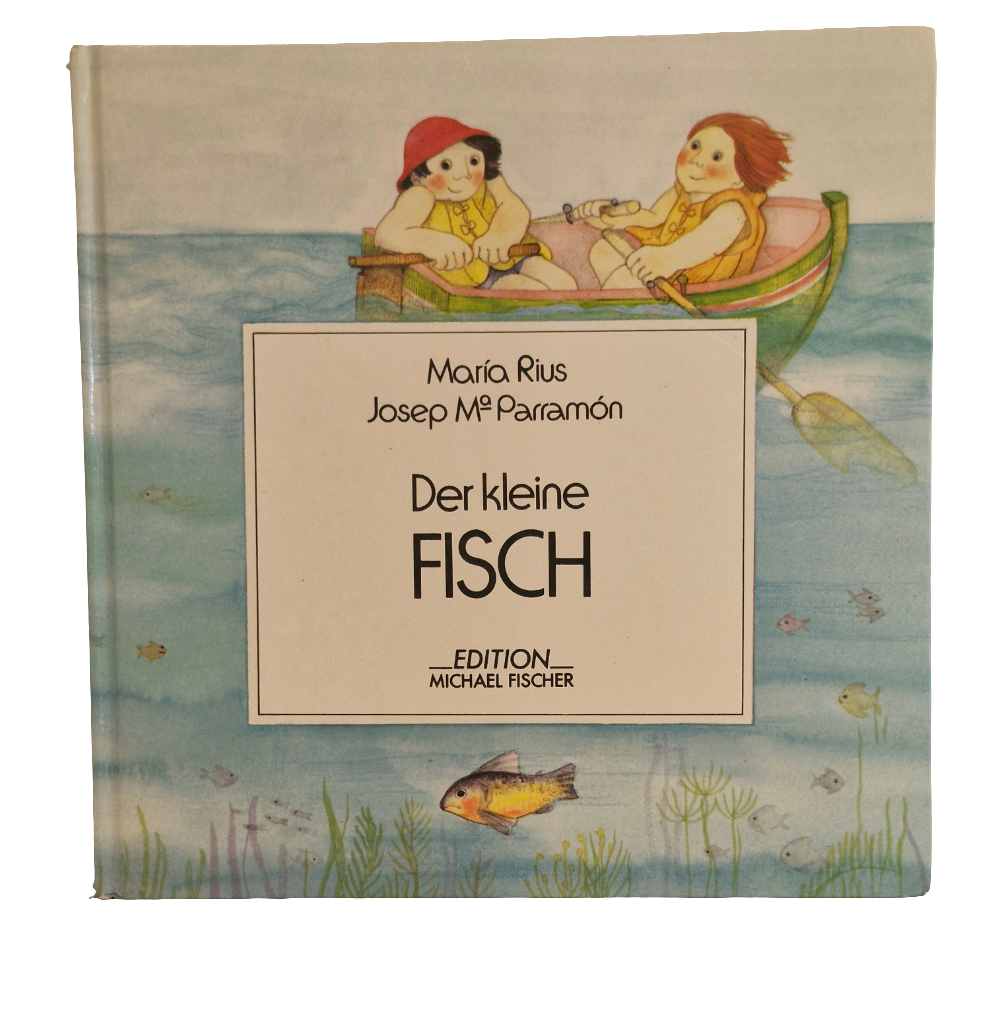 María Rius
Josep Mª Parramón
Der kleine
FISCH
EDITION
MICHAEL FISCHER